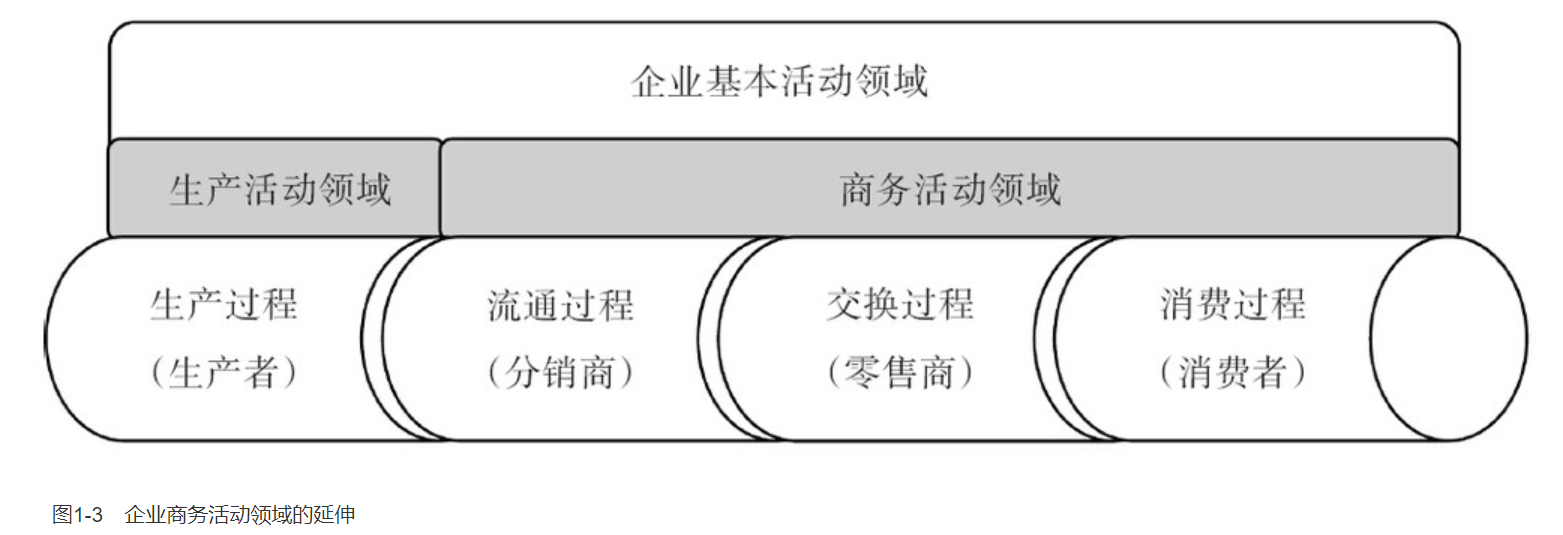 企业基本活动领域
生产活动领域 商务活动领域
生产过程 流通过程 交换过程 消费过程
（生产者） （分销商） （零售商） （消费者）
图1-3 企业商务活动领域的延伸